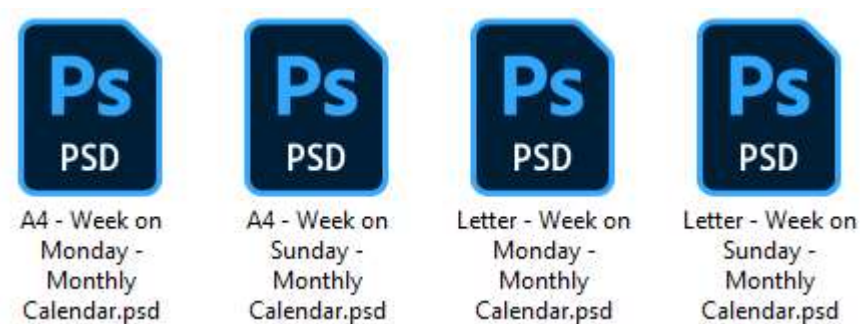 Ps
PSD
A4 - Week on
Monday -
Monthly
Calendar.psd
Ps
PSD
A4 - Week on
Sunday -
Monthly
Calendar.psd
Ps
PSD
Letter - Week on
Monday -
Monthly
Calendar.psd
Ps
PSD
Letter - Week on
Sunday -
Monthly
Calendar.psd